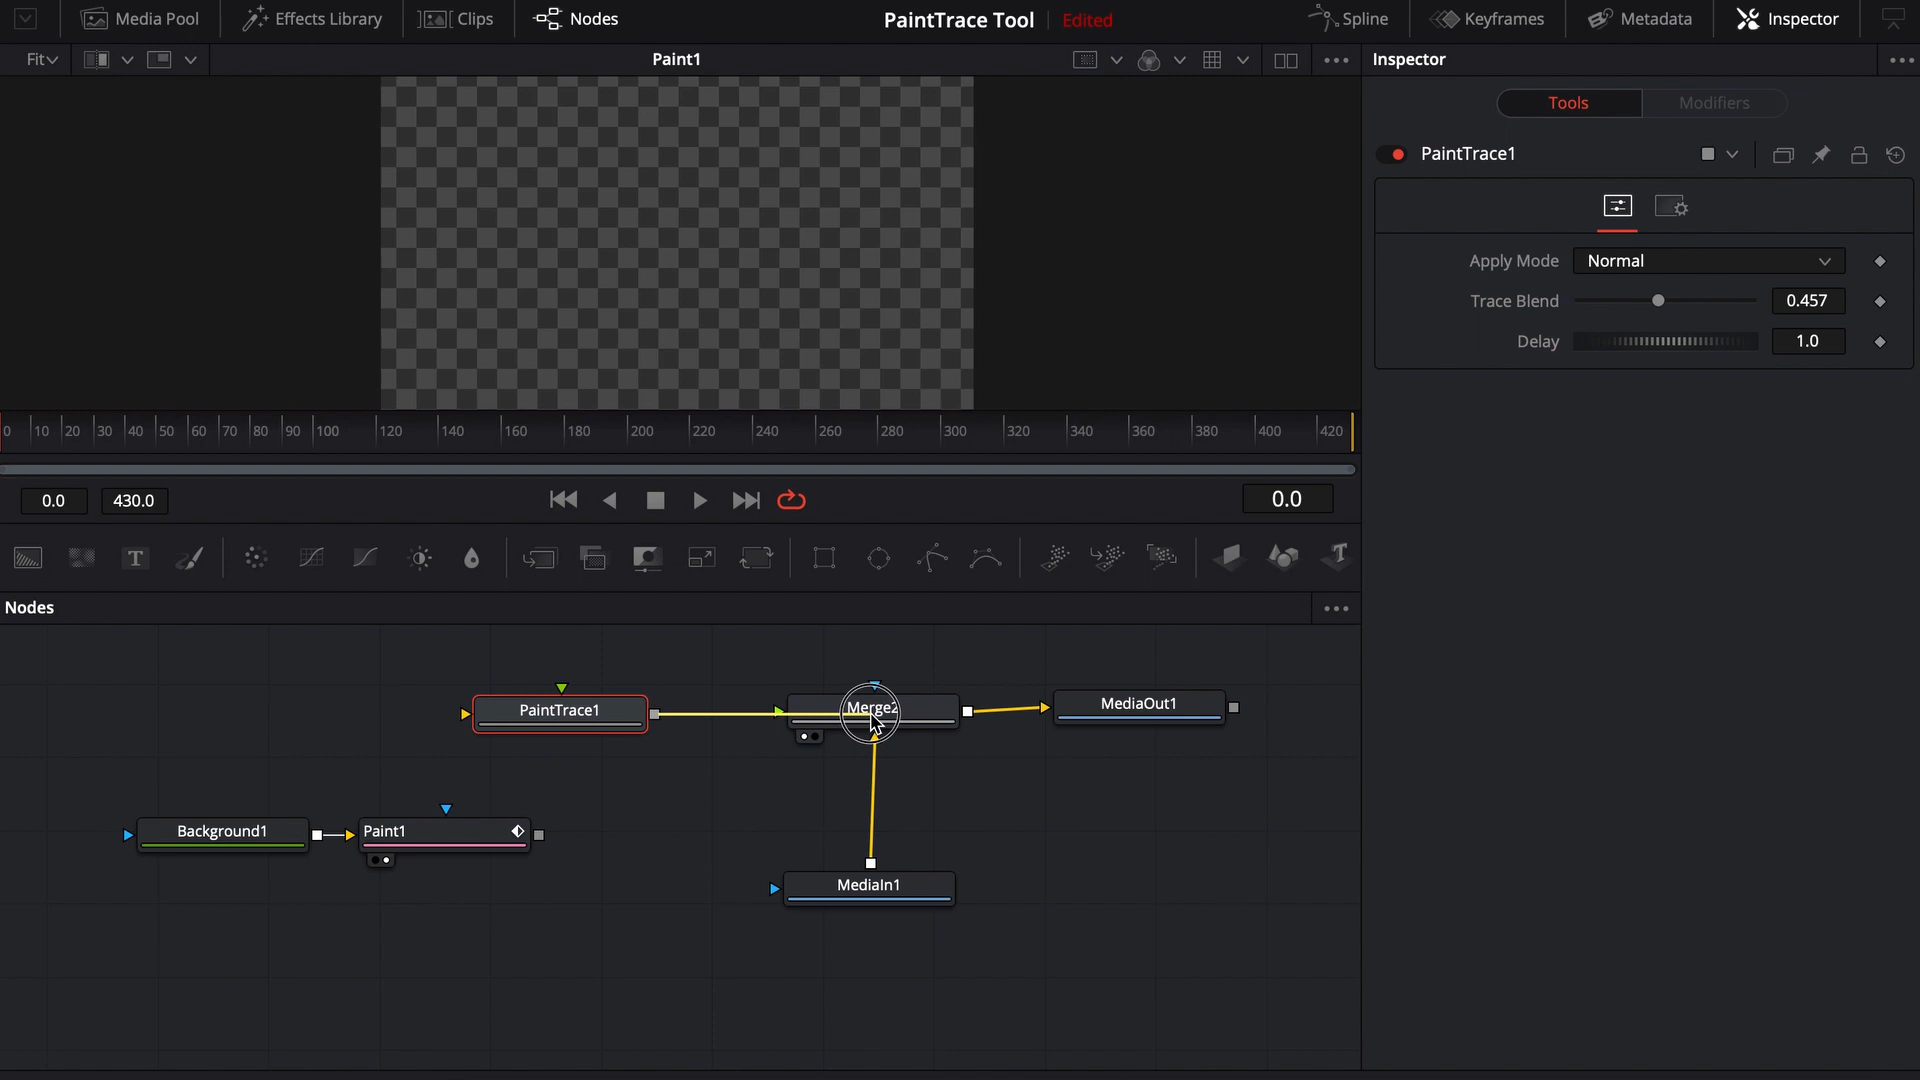 Media Pool
Effects Library
Clips
Nodes
PaintTrace Tool
Edited
Spline
Keyframes
Metadata
Inspector
Fit
Paint1
Inspector
Tools
Modifiers
PaintTrace1
Apply Mode
Normal
Trace Blend
0.457
Delay
1.0
0 10 20 30 40 50 60 70 80 90 100 120 140 160 180 200 220 240 260 280 300 320 340 360 380 400 420
0.0
430.0
0.0
T
T
Nodes
PaintTrace1
Merge2
MediaOut1
Background1
Paint1
MediaIn1